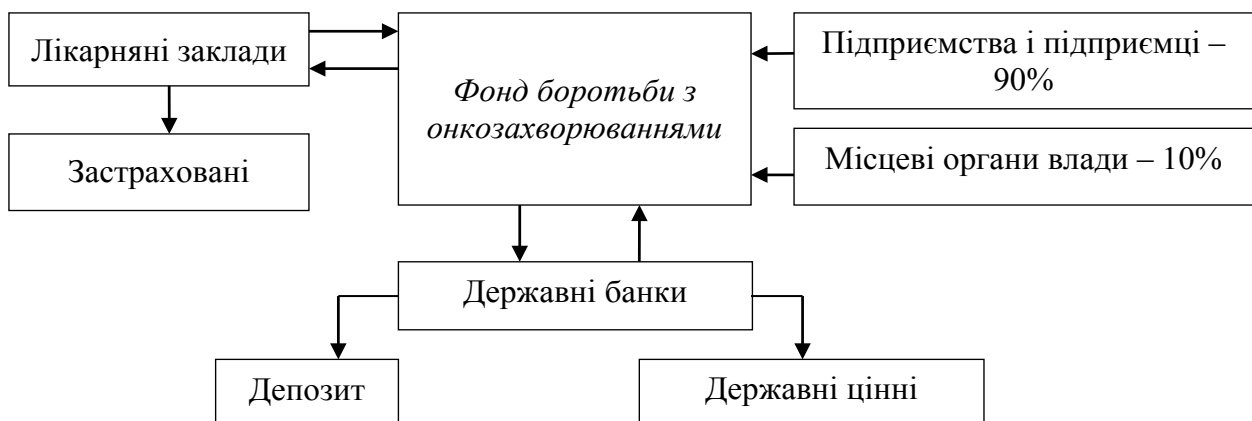 Лікарняні заклади
Застраховані
Фонд боротьби з
онкозахворюваннями
Підприємства і підприємці –
90%
Місцеві органи влади – 10%
Державні банки
Депозит
Державні цінні